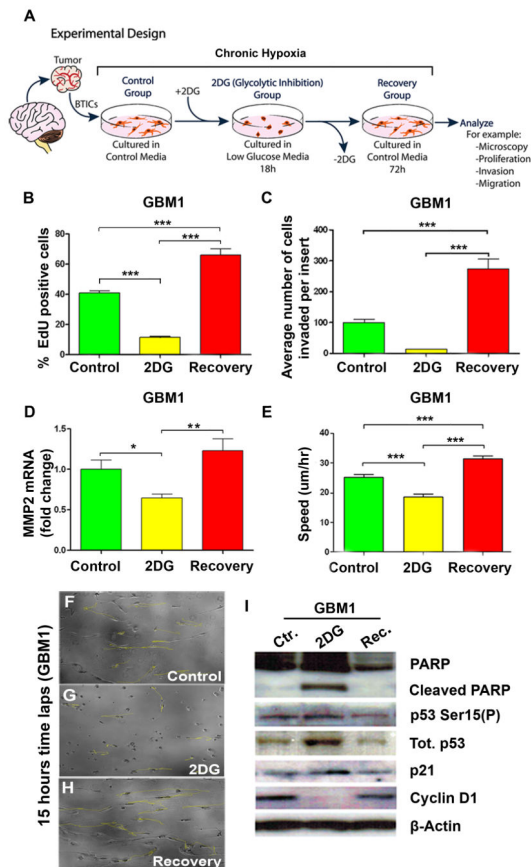 A
Experimental Design
Chronic Hypoxia
Tumor
BTICs
Control
Group
Cultured in
Control Media
+2DG
2DG (Glycolytic Inhibition)
Group
Cultured in
Low Glucose Media
18h
-2DG
Recovery
Group
Cultured in
Control Media
72h
Analyze
For example:
-Microscopy
-Proliferation
-Invasion
-Migration
B
GBM1
% EdU positive cells
80
60
40
20
0
***
***
***
Control 2DG Recovery
C
GBM1
Average number of cells
invaded per insert
400
300
200
100
0
***
***
Control 2DG Recovery
D
GBM1
MMP2 mRNA
(fold change)
1.5
1.0
0.5
0.0
*
**
Control 2DG Recovery
E
GBM1
Speed (um/hr)
40
30
20
10
0
***
***
***
Control 2DG Recovery
15 hours time laps (GBM1)
F
Control
G
2DG
H
Recovery
I
GBM1
Ctr. 2DG Rec.
PARP
Cleaved PARP
p53 Ser15(P)
Tot. p53
p21
Cyclin D1
β-Actin